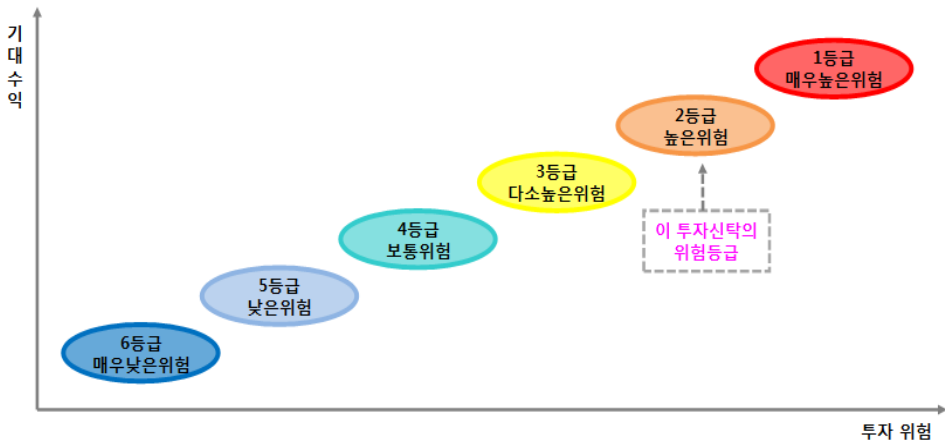 기
대
수
익
1등급
매우높은위험
2등급
높은위험
3등급
다소높은위험
이 투자신탁의
위험등급
4등급
보통위험
5등급
낮은위험
6등급
매우낮은위험
투자 위험